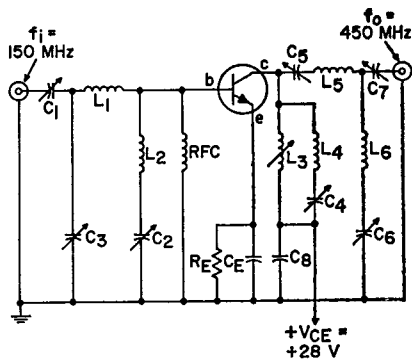 fi=
150 MHz
fo=
450 MHz
C1
L1
b
c
e
C5
L5
C7
L2
RFC
L3
L4
L6
C3
C2
C4
RE
CE
C8
C6
+VCE=
+28 V